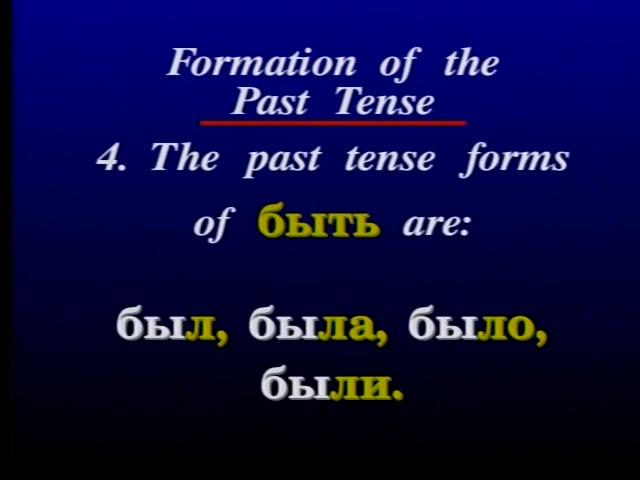 Formation of the
Past Tense
4. The past tense forms
of быть are:
был, была, было,
были.